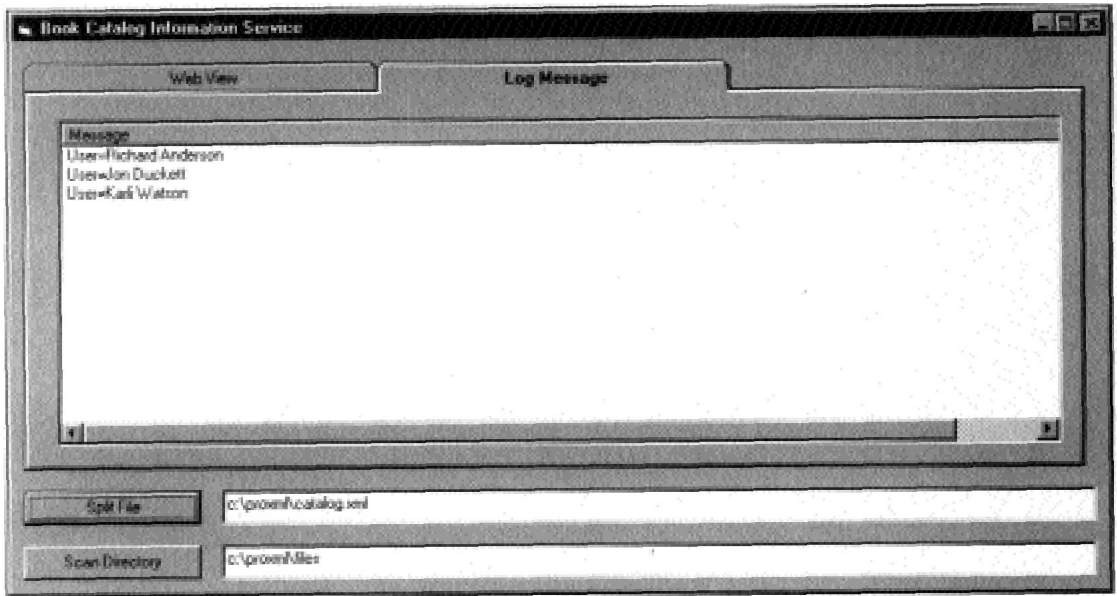 Book Catalog Information Service
Web View
Log Message
Message
User=Richard Anderson
User=Jon Duckett
User=Karli Watson
Split File
c:\proxml\catalog.xml
Scan Directory
c:\proxml\files